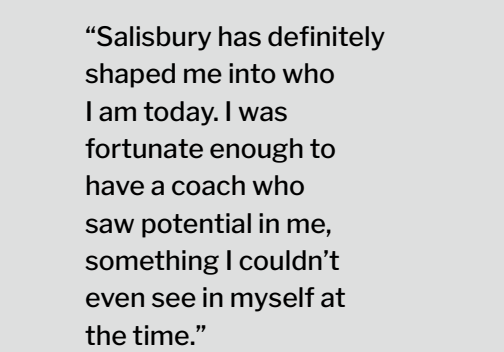 “Salisbury has definitely
shaped me into who
I am today. I was
fortunate enough to
have a coach who
saw potential in me,
something I couldn’t
even see in myself at
the time.”